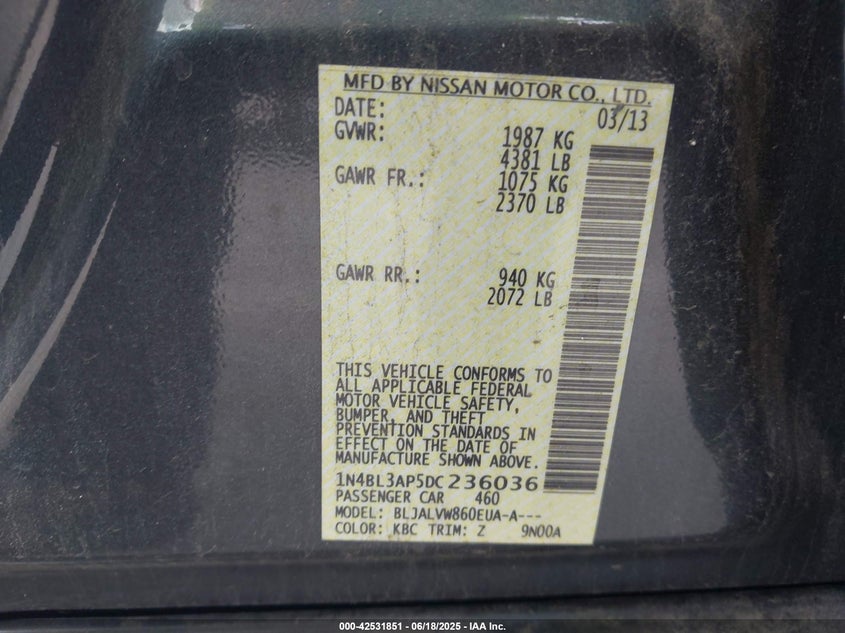 MFD BY NISSAN MOTOR CO., LTD.
DATE: 03/13
GVWR: 1987 KG
4381 LB
GAWR FR.: 1075 KG
2370 LB
GAWR RR.: 940 KG
2072 LB
THIS VEHICLE CONFORMS TO
ALL APPLICABLE FEDERAL
MOTOR VEHICLE SAFETY,
BUMPER, AND THEFT
PREVENTION STANDARDS IN
EFFECT ON THE DATE OF
MANUFACTURE SHOWN ABOVE.
1N4BL3AP5DC236036
PASSENGER CAR 460
MODEL: BLJALVW860EUA-A---
COLOR: KBC TRIM: Z 9N00A
000-42531851 / 06/18/2025 - IAA Inc.